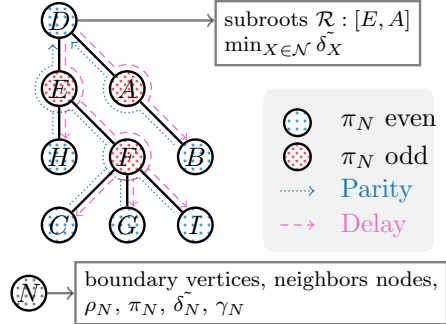 D
subroots R : [E, A]
min_{X∈N} δ̃_X
E
A
H
F
B
C
G
I
π_N even
π_N odd
Parity
Delay
N
boundary vertices, neighbors nodes,
ρ_N, π_N, δ̃_N, γ_N